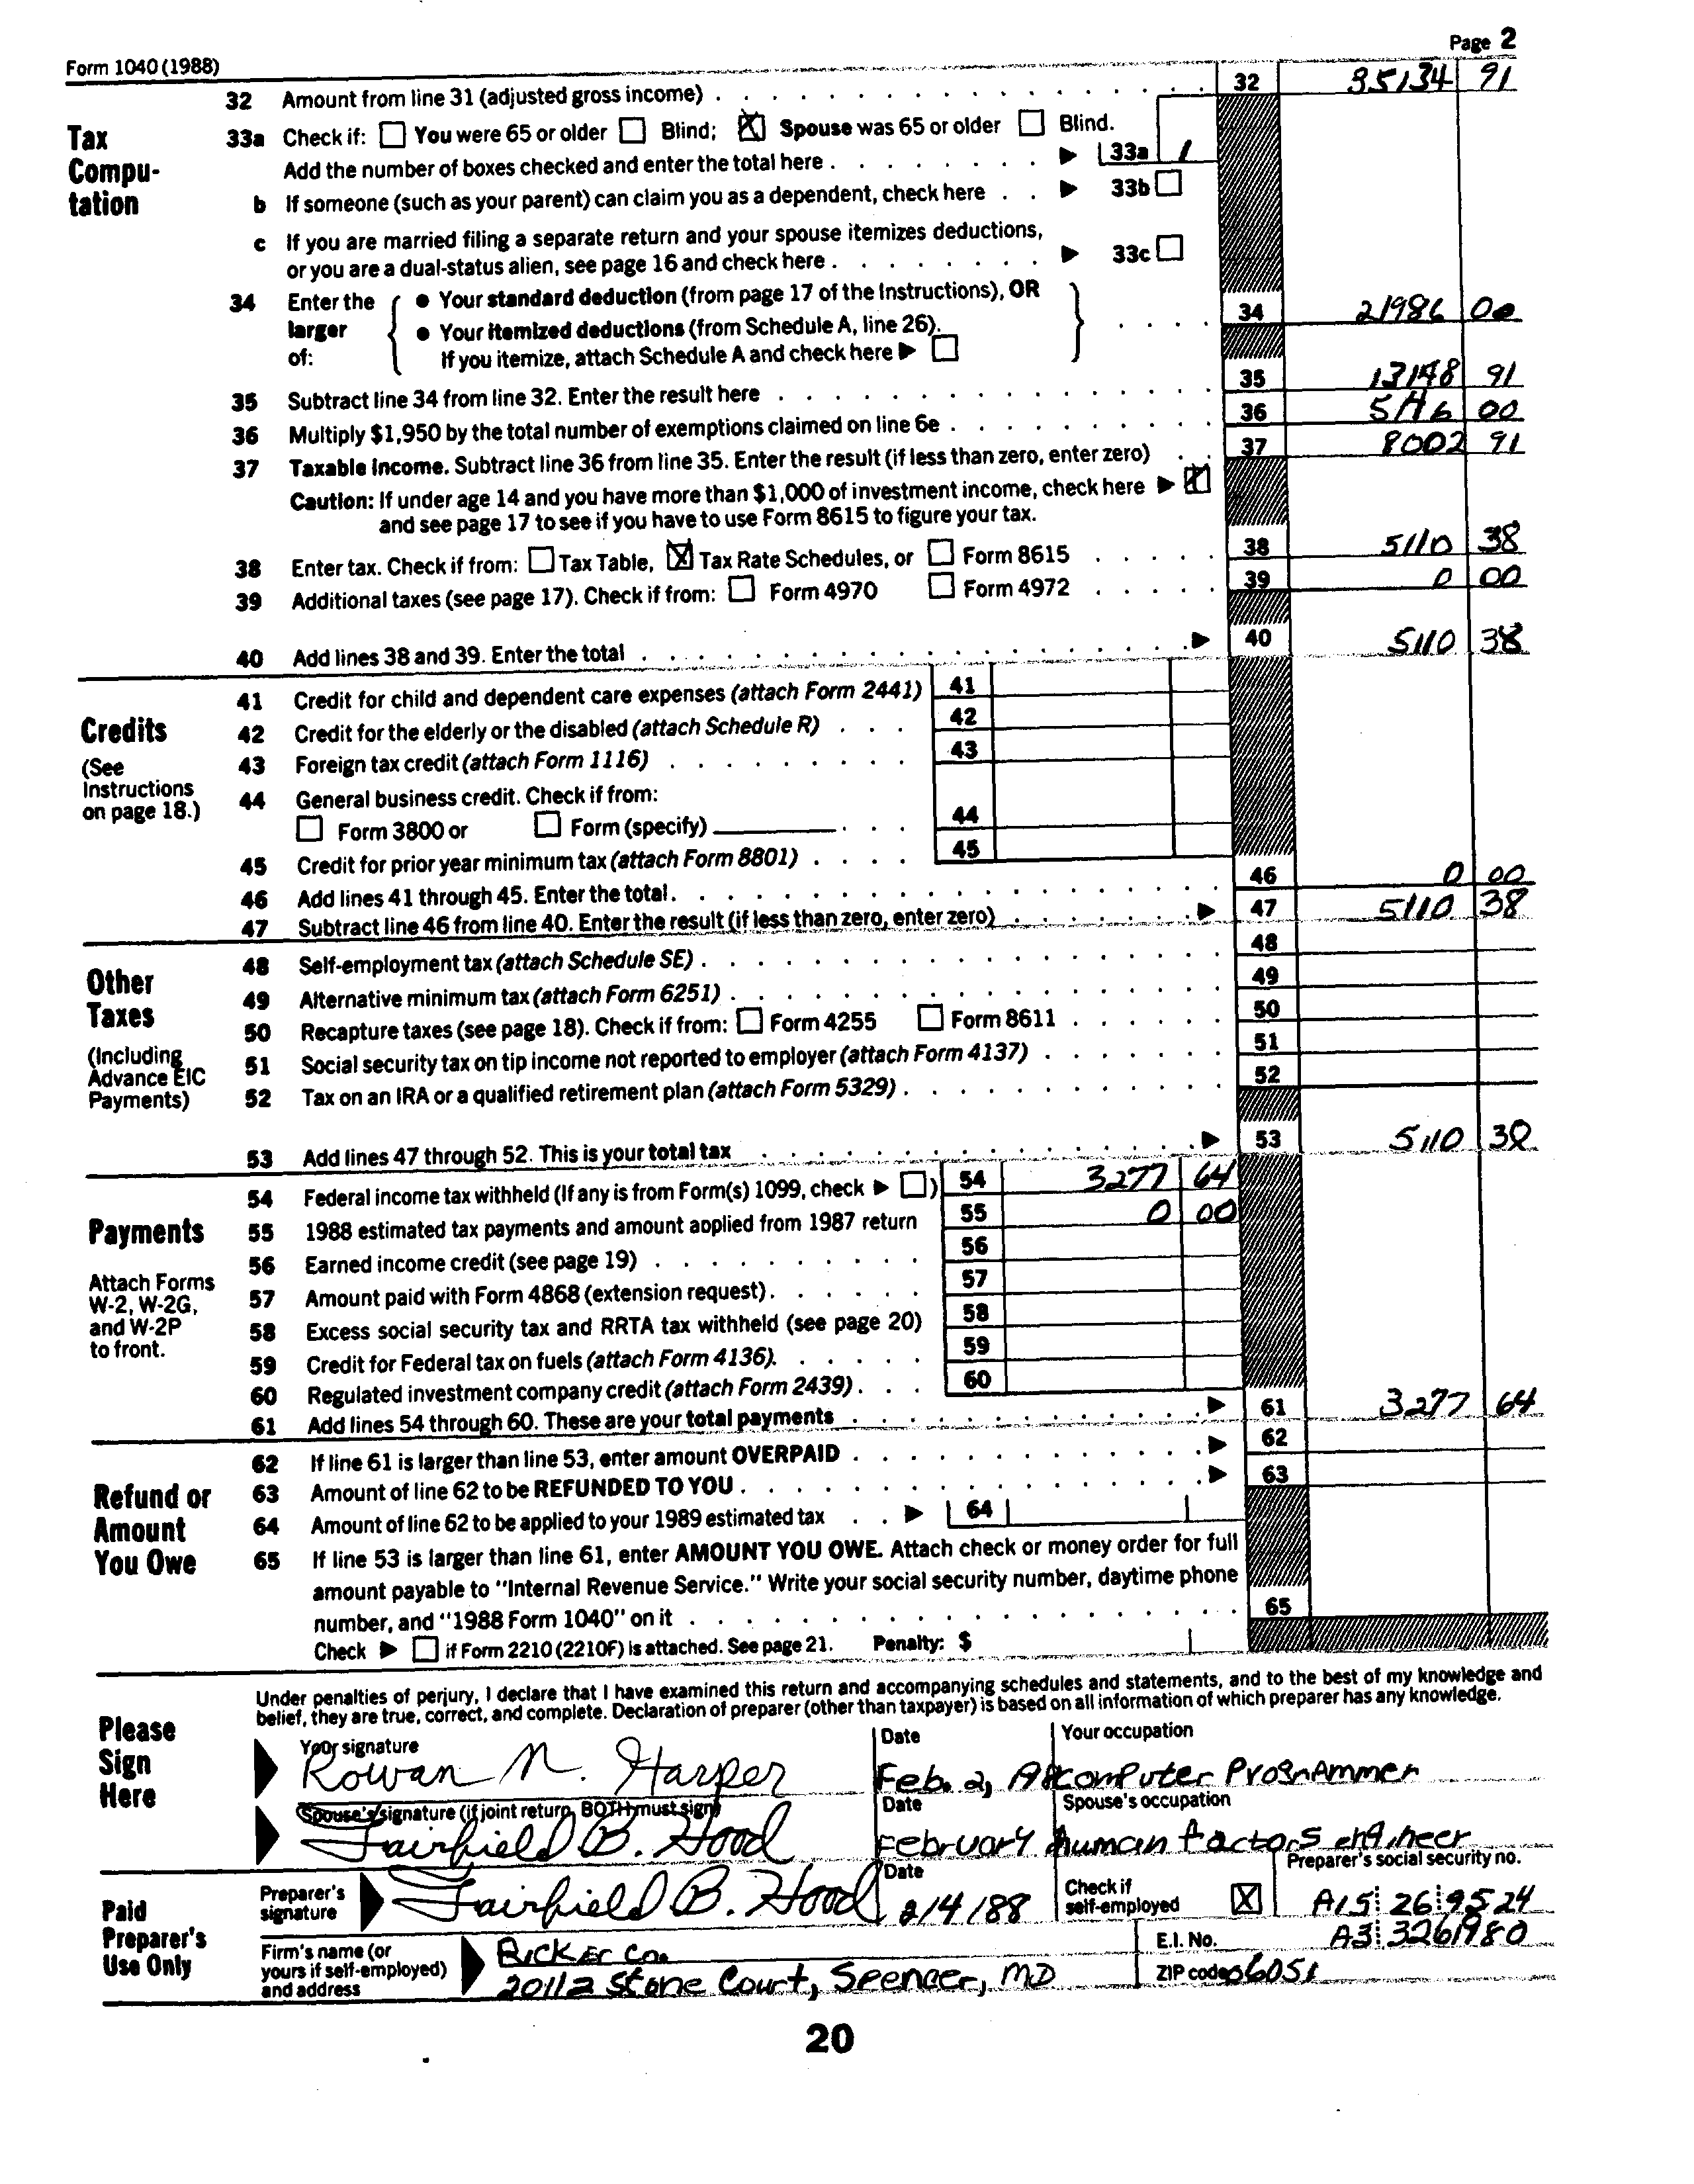 Form 1040 (1988) Page 2
32 Amount from line 31 (adjusted gross income) 32 35134 91
Tax Compu-tation
33a Check if: You were 65 or older Blind; X Spouse was 65 or older Blind.
Add the number of boxes checked and enter the total here 33a 1
b If someone (such as your parent) can claim you as a dependent, check here 33b
c If you are married filing a separate return and your spouse itemizes deductions,
or you are a dual-status alien, see page 16 and check here 33c
34 Enter the larger of:
• Your standard deduction (from page 17 of the Instructions), OR
• Your itemized deductions (from Schedule A, line 26).
If you itemize, attach Schedule A and check here
34 21986 00
35 Subtract line 34 from line 32. Enter the result here 35 13148 91
36 Multiply $1,950 by the total number of exemptions claimed on line 6e 36 00
37 Taxable income. Subtract line 36 from line 35. Enter the result (if less than zero, enter zero) 37 8002 91
Caution: If under age 14 and you have more than $1,000 of investment income, check here
and see page 17 to see if you have to use Form 8615 to figure your tax.
38 Enter tax. Check if from: Tax Table, X Tax Rate Schedules, or Form 8615 38 5110 38
39 Additional taxes (see page 17). Check if from: Form 4970 Form 4972 39 0 00
40 Add lines 38 and 39. Enter the total 40 5110 38
Credits
(See Instructions on page 18.)
41 Credit for child and dependent care expenses (attach Form 2441) 41
42 Credit for the elderly or the disabled (attach Schedule R) 42
43 Foreign tax credit (attach Form 1116) 43
44 General business credit. Check if from:
Form 3800 or Form (specify) 44
45 Credit for prior year minimum tax (attach Form 8801) 45
46 Add lines 41 through 45. Enter the total 46 0 00
47 Subtract line 46 from line 40. Enter the result (if less than zero, enter zero) 47 5110 38
Other Taxes
(Including Advance EIC Payments)
48 Self-employment tax (attach Schedule SE) 48
49 Alternative minimum tax (attach Form 6251) 49
50 Recapture taxes (see page 18). Check if from: Form 4255 Form 8611 50
51 Social security tax on tip income not reported to employer (attach Form 4137) 51
52 Tax on an IRA or a qualified retirement plan (attach Form 5329) 52
53 Add lines 47 through 52. This is your total tax 53 5110 38
Payments
Attach Forms W-2, W-2G, and W-2P to front.
54 Federal income tax withheld (If any is from Form(s) 1099, check ) 54 3277 64
55 1988 estimated tax payments and amount applied from 1987 return 55 0 00
56 Earned income credit (see page 19) 56
57 Amount paid with Form 4868 (extension request) 57
58 Excess social security tax and RRTA tax withheld (see page 20) 58
59 Credit for Federal tax on fuels (attach Form 4136) 59
60 Regulated investment company credit (attach Form 2439) 60
61 Add lines 54 through 60. These are your total payments 61 3277 64
Refund or Amount You Owe
62 If line 61 is larger than line 53, enter amount OVERPAID 62
63 Amount of line 62 to be REFUNDED TO YOU 63
64 Amount of line 62 to be applied to your 1989 estimated tax 64
65 If line 53 is larger than line 61, enter AMOUNT YOU OWE. Attach check or money order for full
amount payable to "Internal Revenue Service." Write your social security number, daytime phone
number, and "1988 Form 1040" on it 65
Check if Form 2210 (2210F) is attached. See page 21. Penalty: $
Please Sign Here
Under penalties of perjury, I declare that I have examined this return and accompanying schedules and statements, and to the best of my knowledge and
belief, they are true, correct, and complete. Declaration of preparer (other than taxpayer) is based on all information of which preparer has any knowledge.
Your signature Date Your occupation
Rowan N. Harper Feb. 2, Computer Programmer
Spouse's signature (if joint return, BOTH must sign) Date Spouse's occupation
Fairfield B. Hood February human factors engineer
Paid Preparer's Use Only
Preparer's signature Fairfield B. Hood Date 2/4/88 Check if self-employed X Preparer's social security no. A15 26 9524
Firm's name (or yours if self-employed) and address Ricker Co. E.I. No. A3 3261980
20112 Stone Court, Spencer, MD ZIP code 06051
20